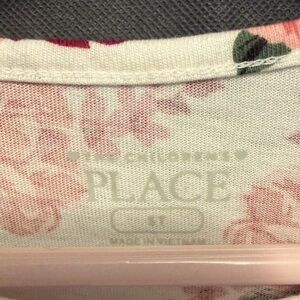 ♥THE CHILDREN'S♥
PLACE
5T
MADE IN VIETNAM